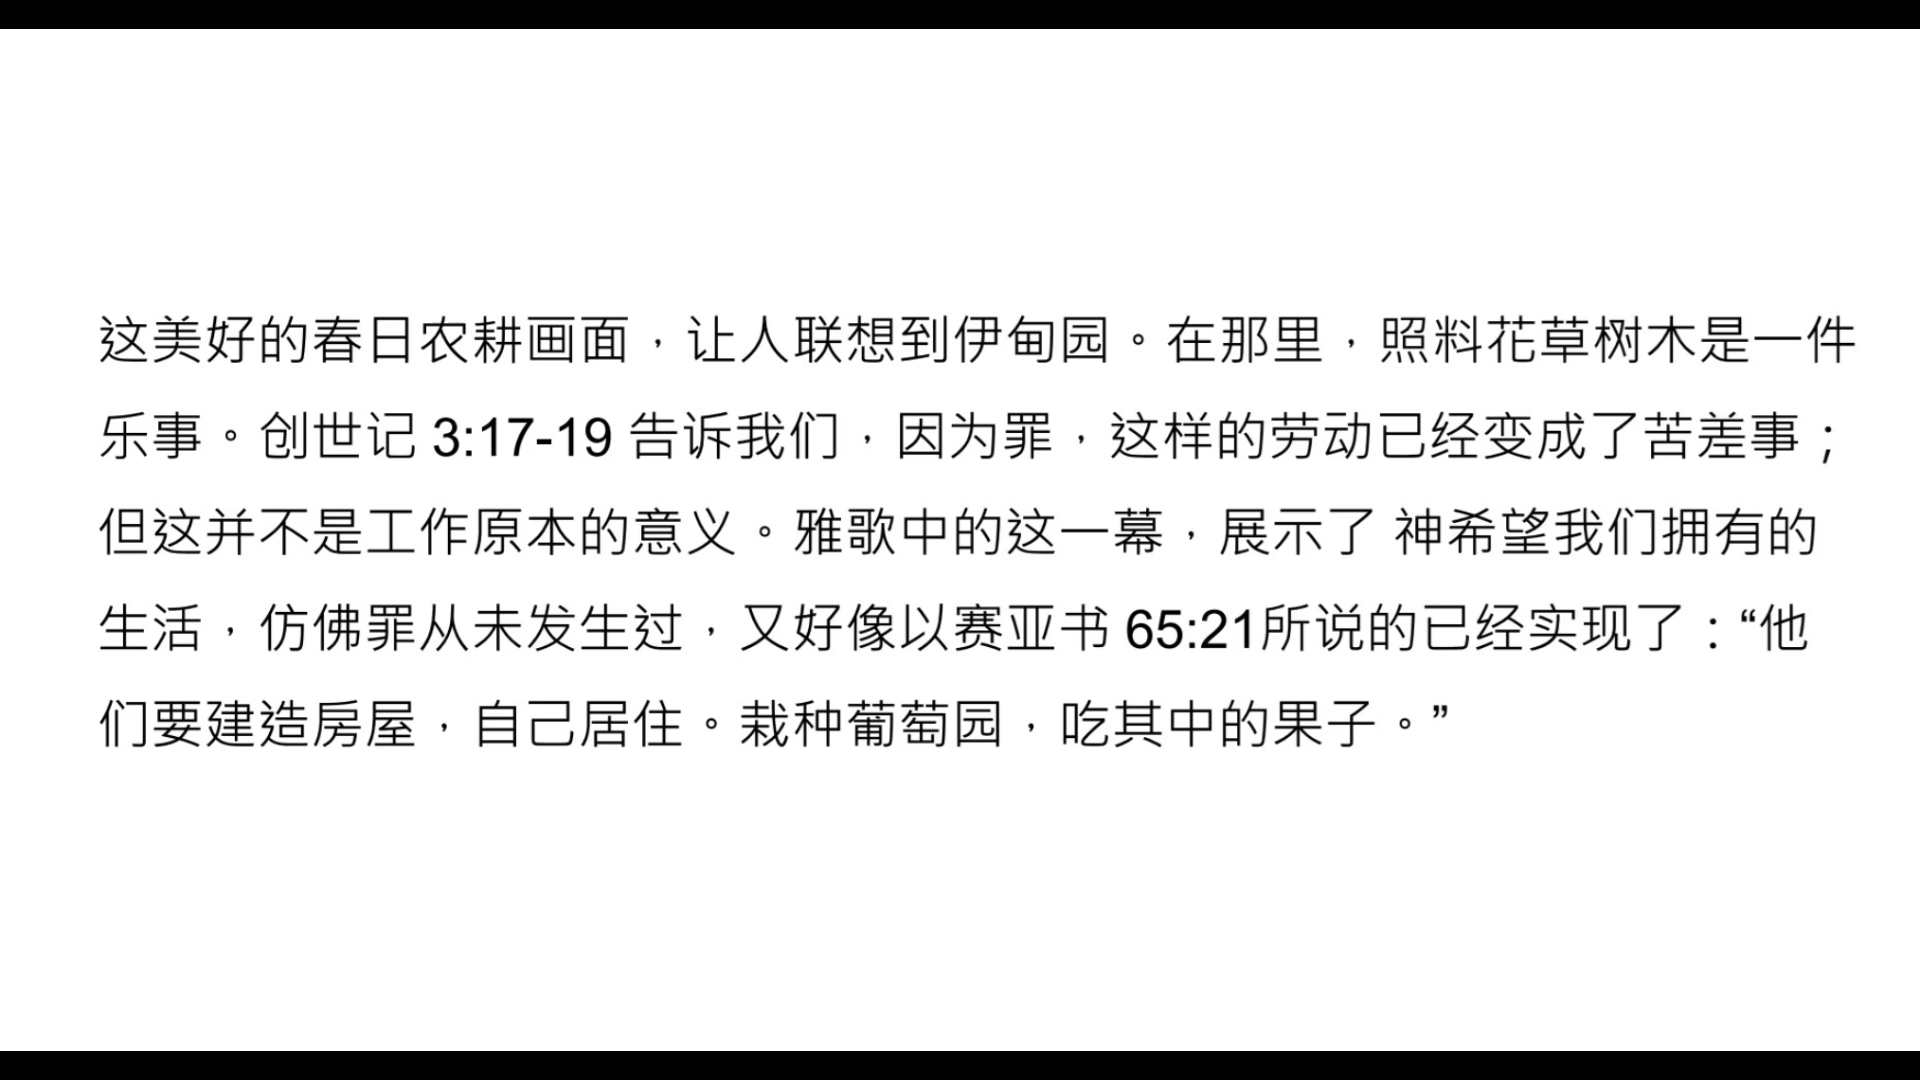 这美好的春日农耕画面，让人联想到伊甸园。在那里，照料花草树木是一件
乐事。创世记 3:17-19 告诉我们，因为罪，这样的劳动已经变成了苦差事；
但这并不是工作原本的意义。雅歌中的这一幕，展示了 神希望我们拥有的
生活，仿佛罪从未发生过，又好像以赛亚书 65:21所说的已经实现了：“他
们要建造房屋，自己居住。栽种葡萄园，吃其中的果子。”